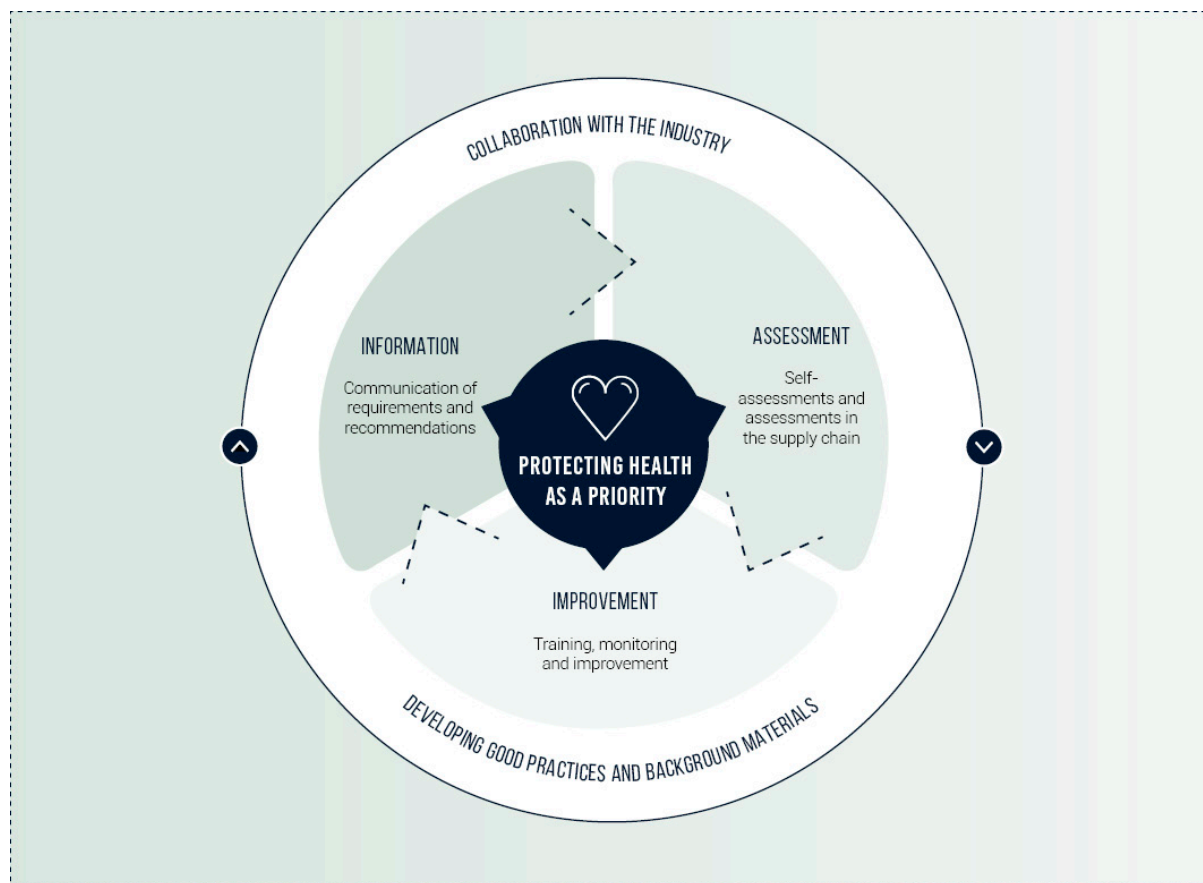 COLLABORATION WITH THE INDUSTRY
INFORMATION
Communication of
requirements and
recommendations
ASSESSMENT
Self-
assessments and
assessments in
the supply chain
PROTECTING HEALTH
AS A PRIORITY
IMPROVEMENT
Training, monitoring
and improvement
DEVELOPING GOOD PRACTICES AND BACKGROUND MATERIALS